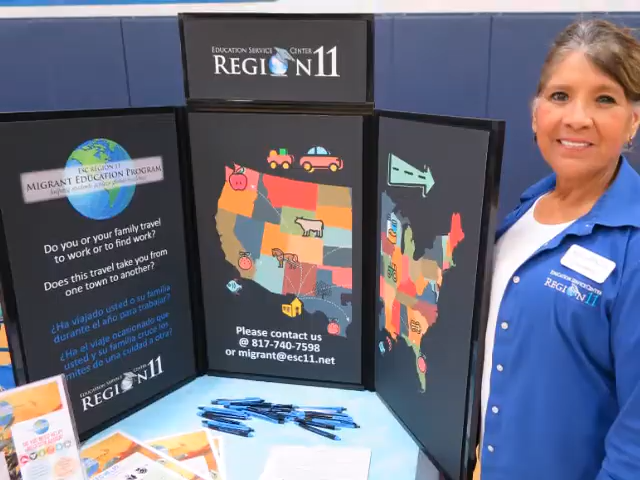 EDUCATION SERVICE CENTER
REGION 11
ESC REGION 11
MIGRANT EDUCATION PROGRAM
Do you or your family travel
to work or to find work?
Does this travel take you from
one town to another?
¿Ha viajado usted o su familia
durante el año para trabajar?
¿Ha el viaje ocasionado que
usted y su familia cruce los
mites de una cuidad a otra?
EDUCATION SERVICE CENTER
REGION 11
Please contact us
@ 817-740-7598
or migrant@esc11.net
EDUCATION SERVICE CENTER
REGION 11